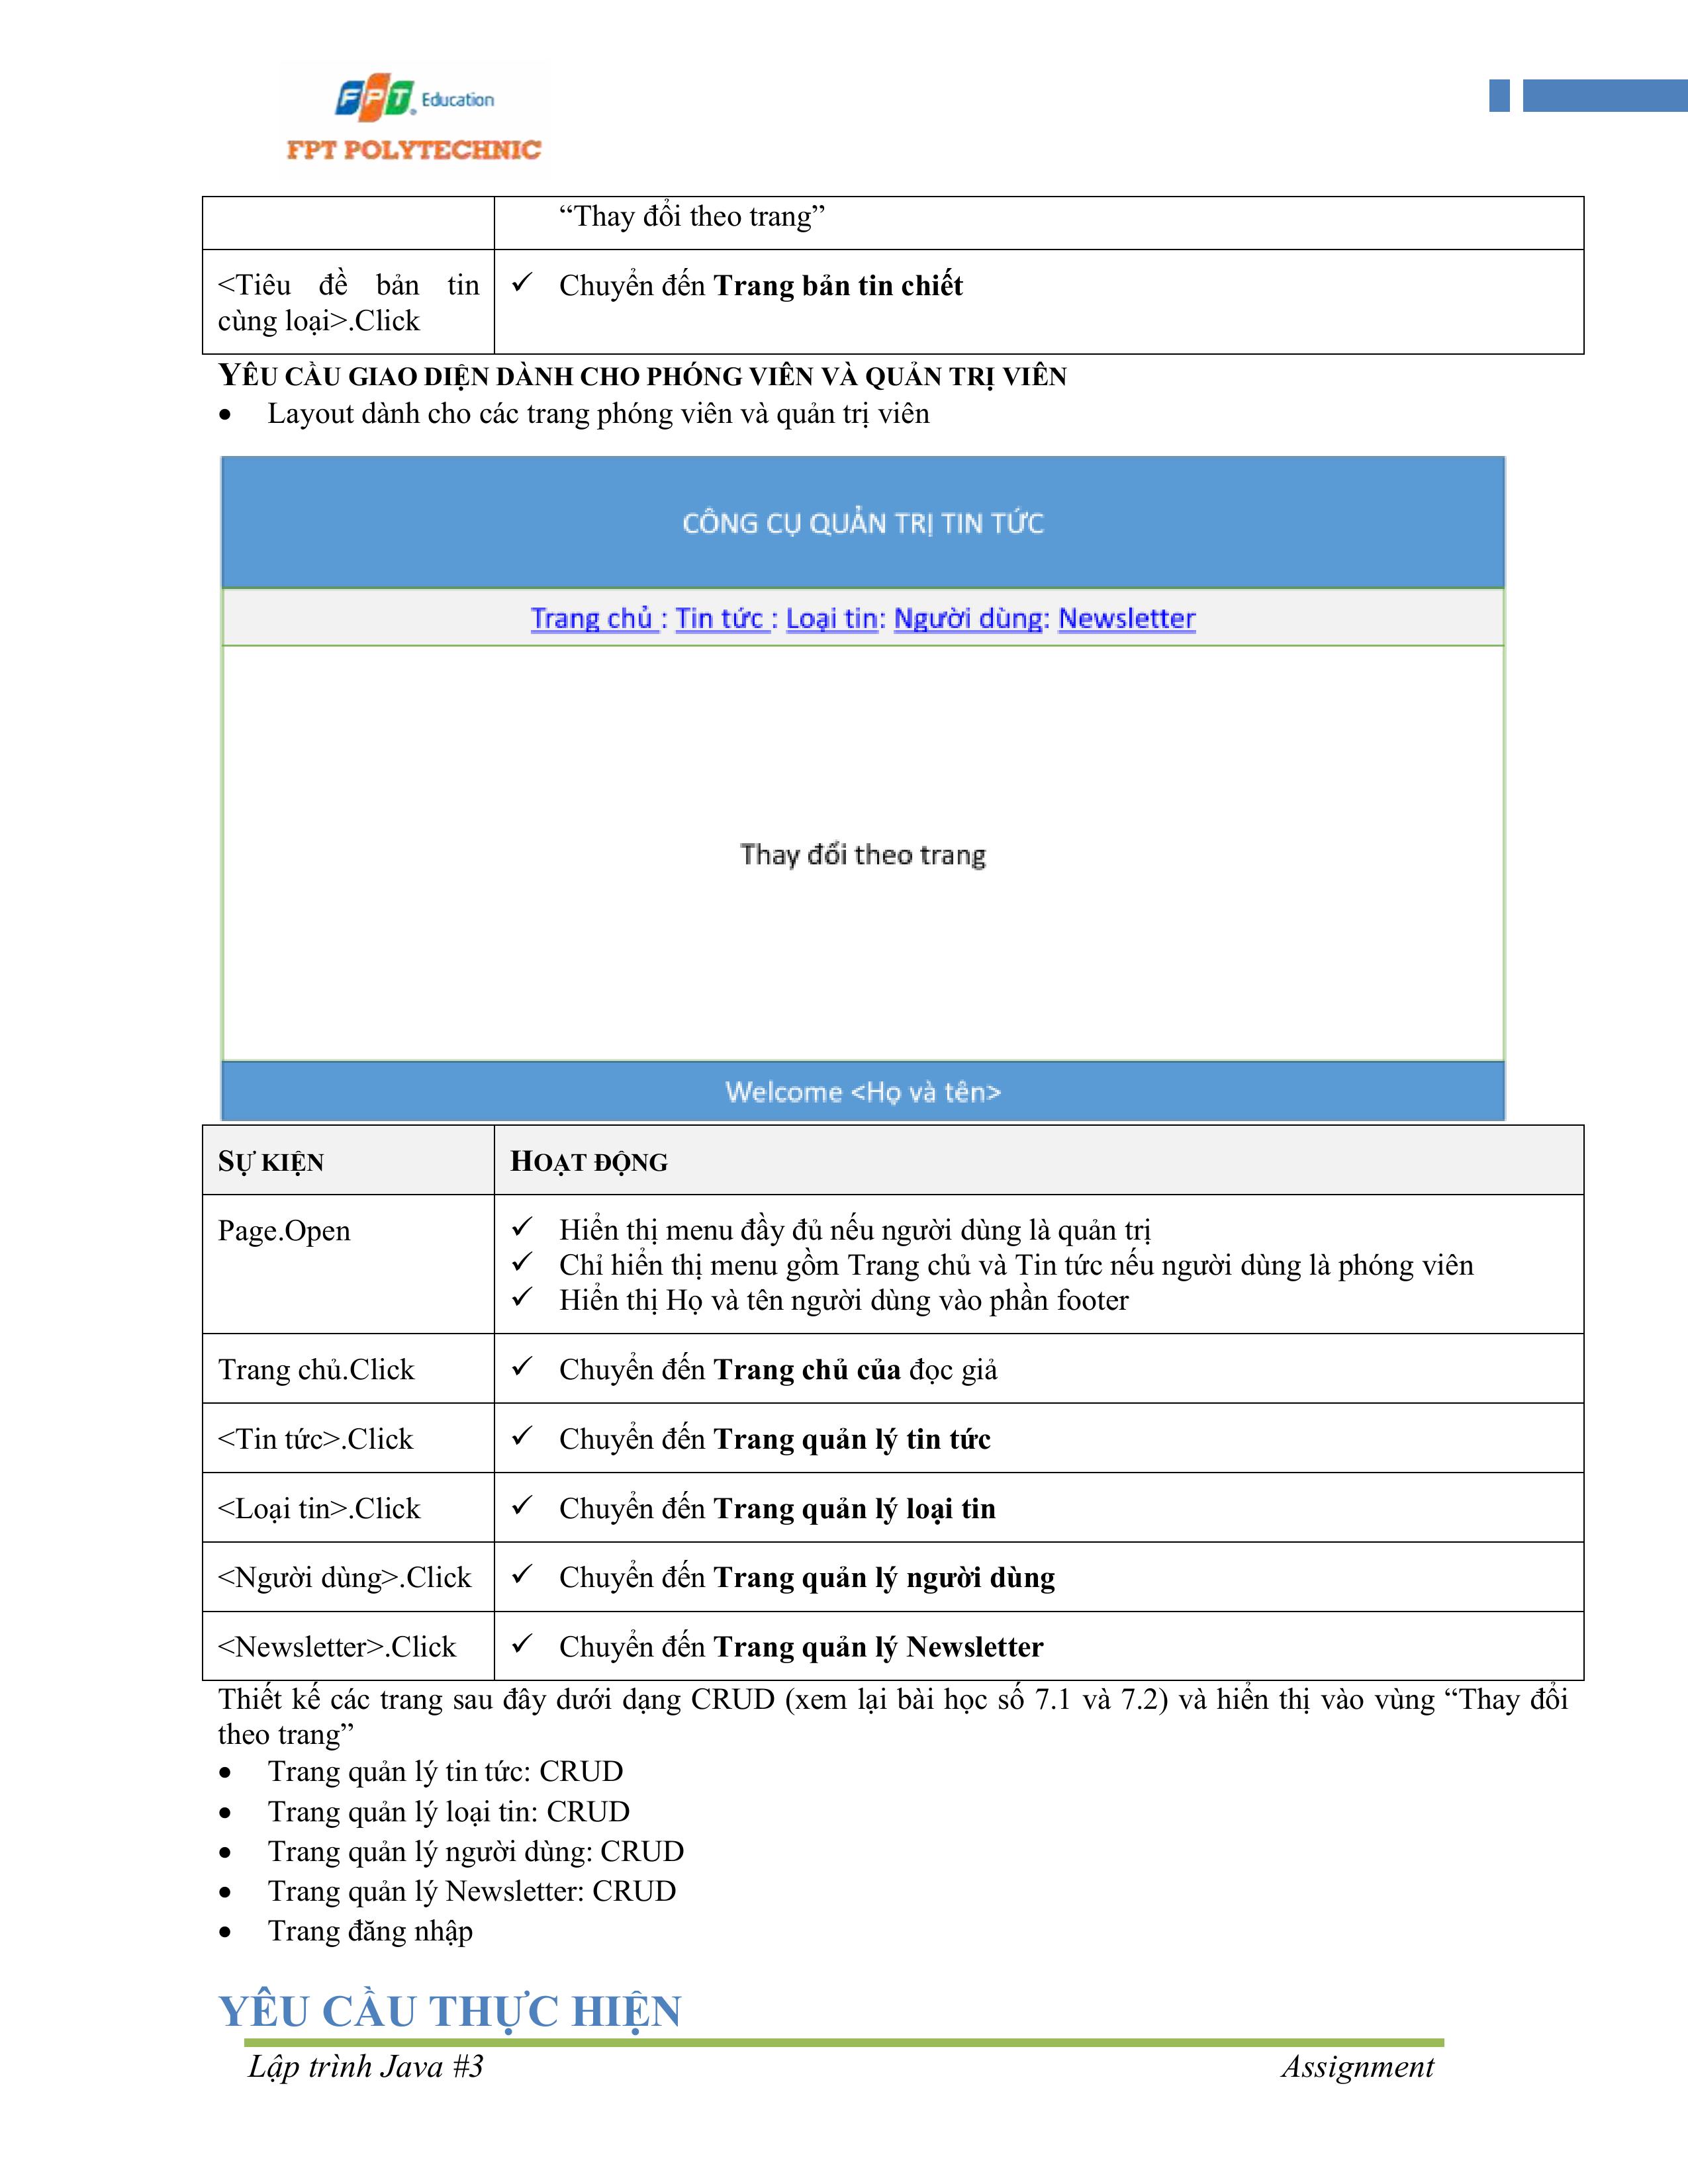 FPT Education
FPT POLYTECHNIC
“Thay đổi theo trang”
<Tiêu đề bản tin
cùng loại>.Click
✓ Chuyển đến Trang bản tin chiết
YÊU CẦU GIAO DIỆN DÀNH CHO PHÓNG VIÊN VÀ QUẢN TRỊ VIÊN
• Layout dành cho các trang phóng viên và quản trị viên
CÔNG CỤ QUẢN TRỊ TIN TỨC
Trang chủ : Tin tức : Loại tin: Người dùng: Newsletter
Thay đổi theo trang
Welcome <Họ và tên>
SỰ KIỆN HOẠT ĐỘNG
Page.Open ✓ Hiển thị menu đầy đủ nếu người dùng là quản trị
✓ Chỉ hiển thị menu gồm Trang chủ và Tin tức nếu người dùng là phóng viên
✓ Hiển thị Họ và tên người dùng vào phần footer
Trang chủ.Click ✓ Chuyển đến Trang chủ của đọc giả
<Tin tức>.Click ✓ Chuyển đến Trang quản lý tin tức
<Loại tin>.Click ✓ Chuyển đến Trang quản lý loại tin
<Người dùng>.Click ✓ Chuyển đến Trang quản lý người dùng
<Newsletter>.Click ✓ Chuyển đến Trang quản lý Newsletter
Thiết kế các trang sau đây dưới dạng CRUD (xem lại bài học số 7.1 và 7.2) và hiển thị vào vùng “Thay đổi
theo trang”
• Trang quản lý tin tức: CRUD
• Trang quản lý loại tin: CRUD
• Trang quản lý người dùng: CRUD
• Trang quản lý Newsletter: CRUD
• Trang đăng nhập
YÊU CẦU THỰC HIỆN
Lập trình Java #3 Assignment